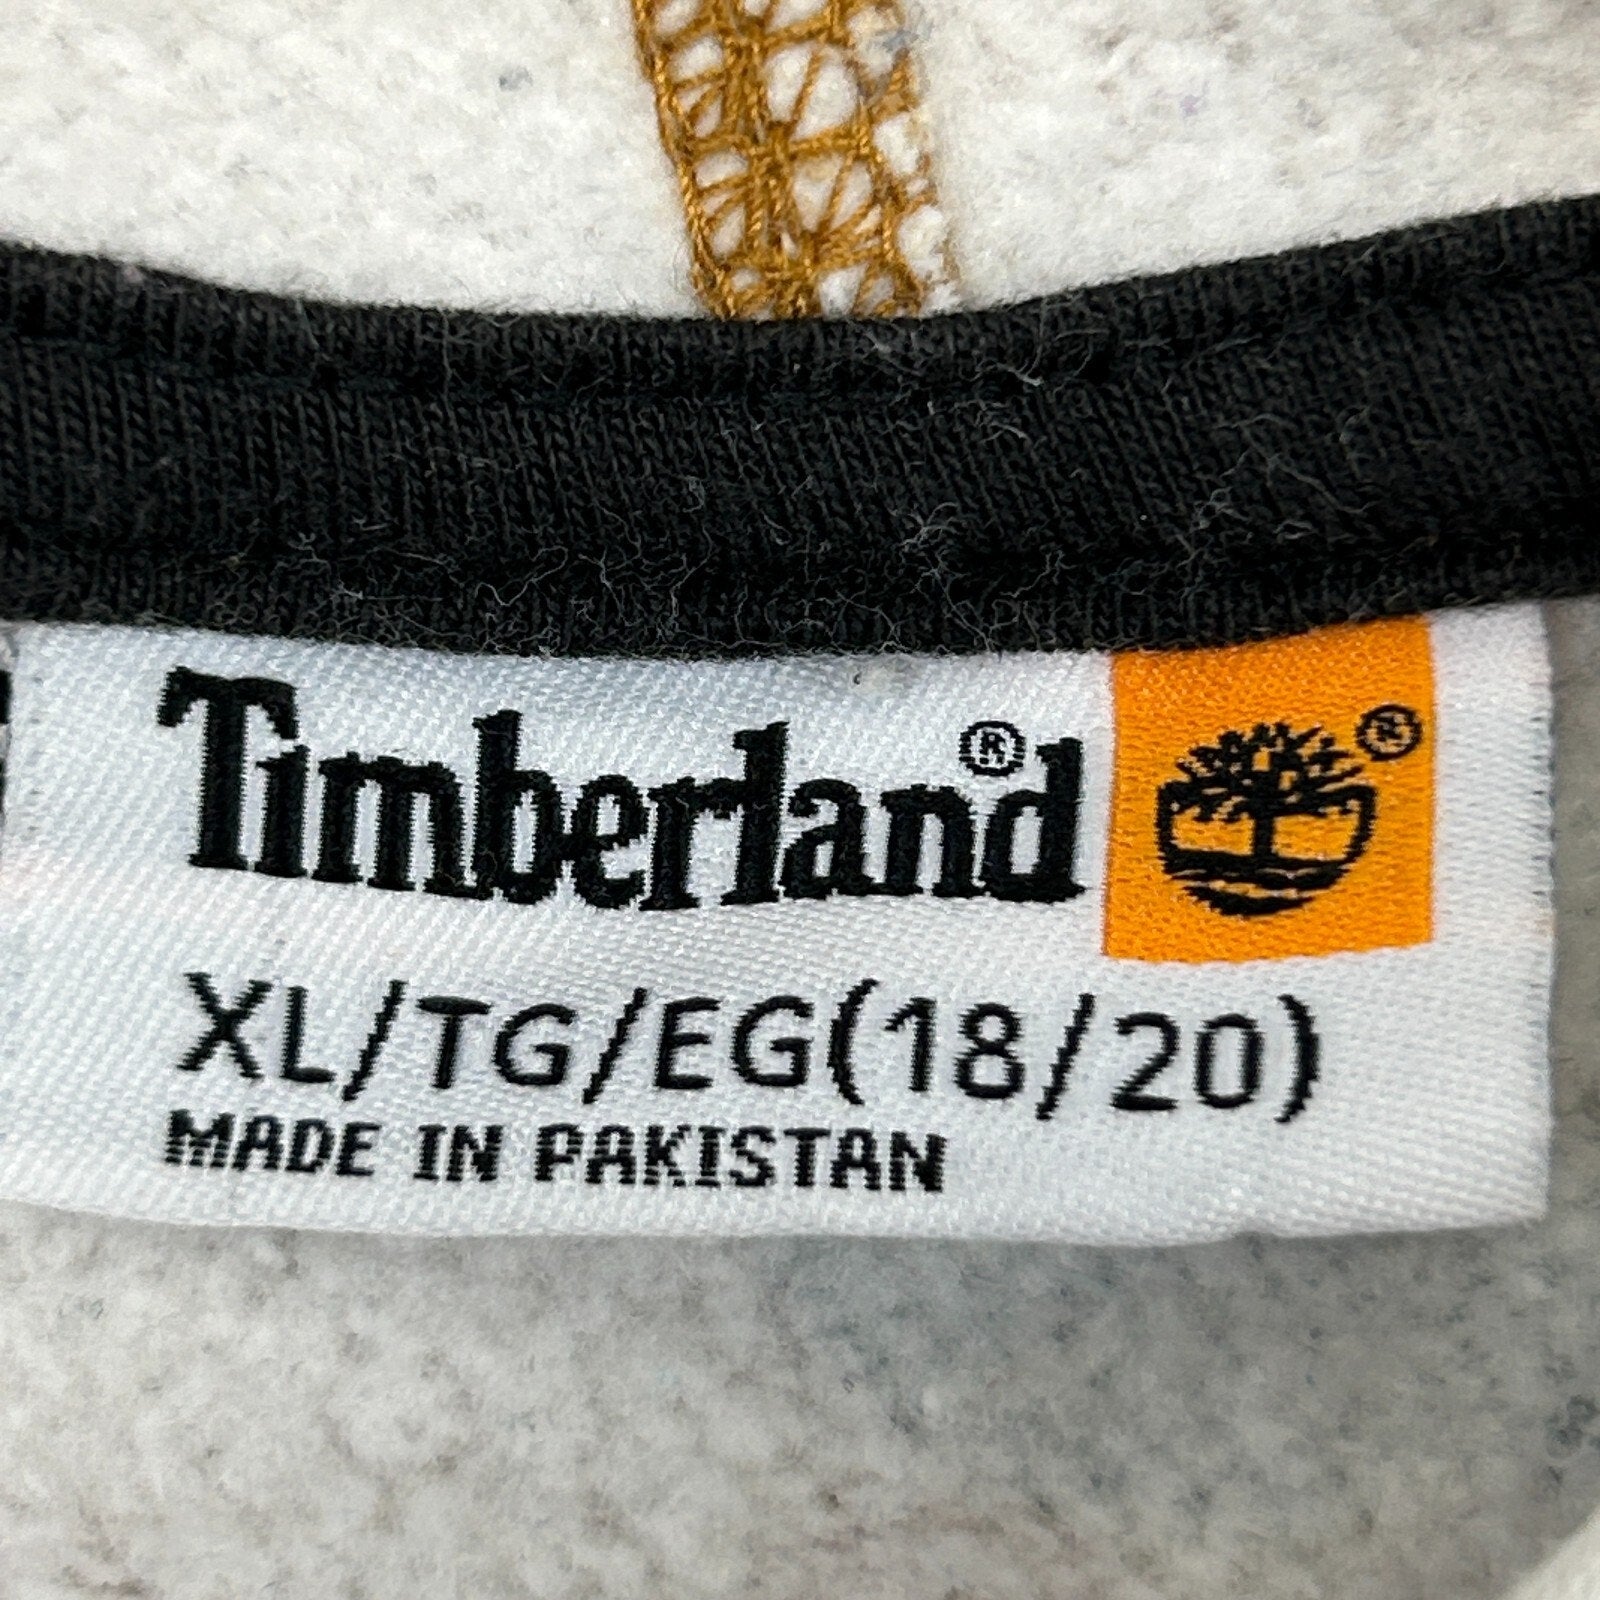 Timberland®
®
XL/TG/EG(18/20)
MADE IN PAKISTAN